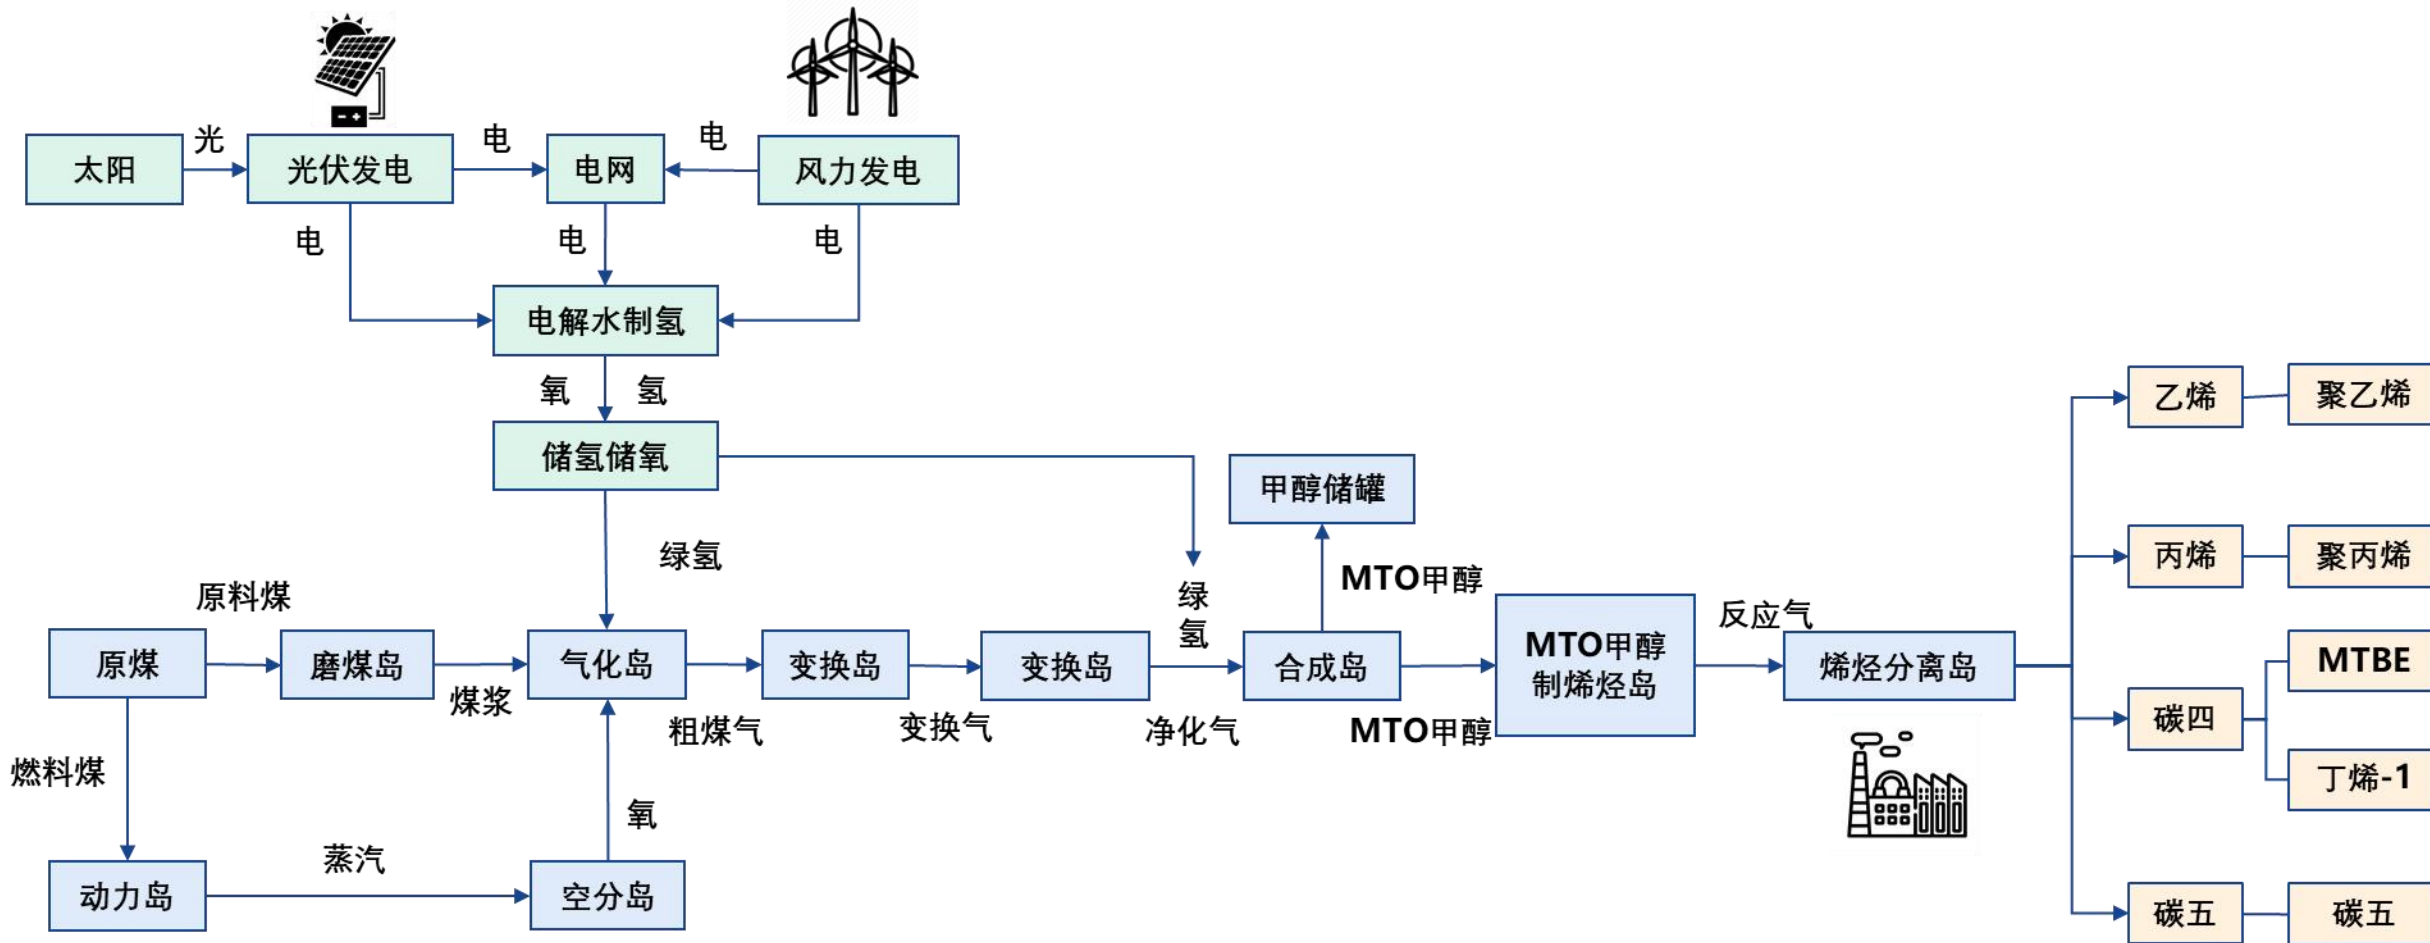 太阳
光
光伏发电
电
电网
电
风力发电
电
电
电
电解水制氢
氧
氢
储氢储氧
绿氢
绿
氢
甲醇储罐
MTO甲醇
原煤
原料煤
磨煤岛
煤浆
气化岛
粗煤气
变换岛
变换气
变换岛
净化气
合成岛
MTO甲醇
MTO甲醇
制烯烃岛
反应气
烯烃分离岛
燃料煤
动力岛
蒸汽
空分岛
氧
乙烯
聚乙烯
丙烯
聚丙烯
碳四
MTBE
丁烯-1
碳五
碳五